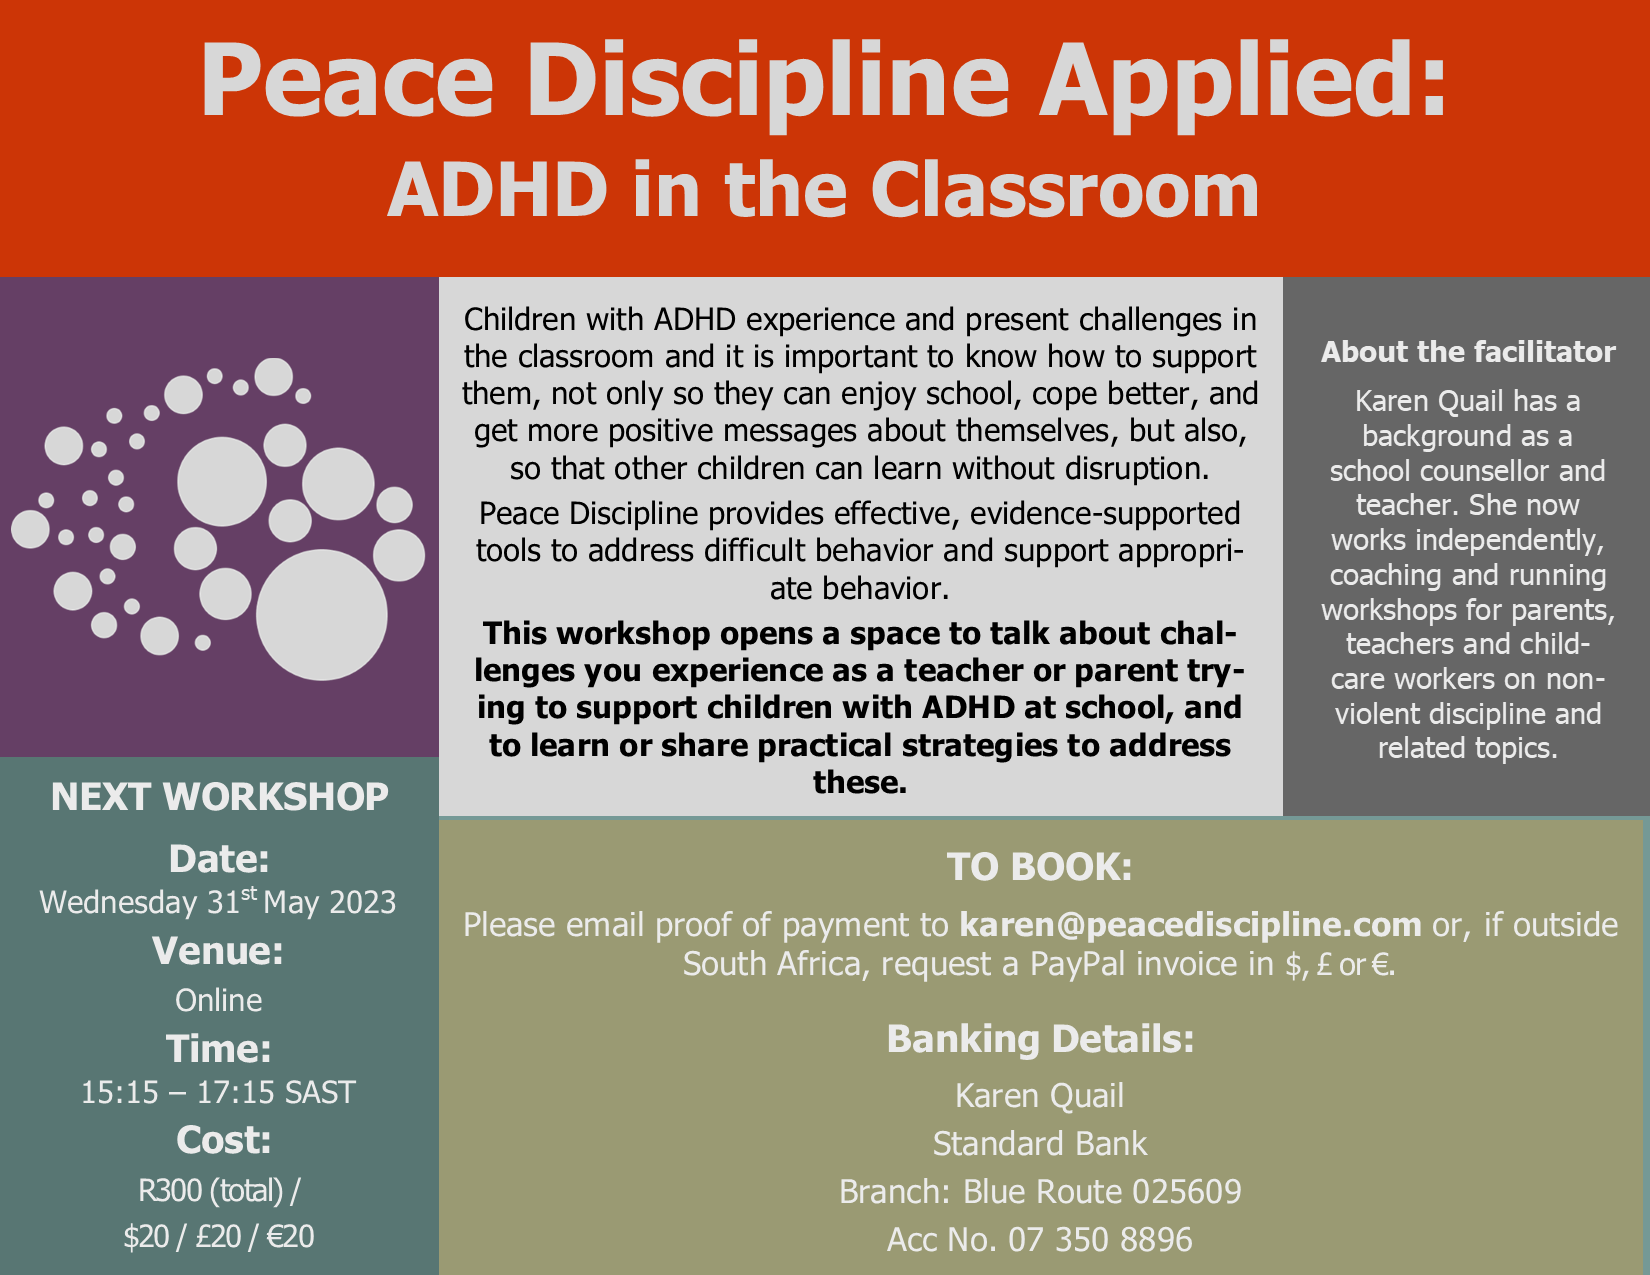 Peace Discipline Applied:
ADHD in the Classroom
Children with ADHD experience and present challenges in
the classroom and it is important to know how to support
them, not only so they can enjoy school, cope better, and
get more positive messages about themselves, but also,
so that other children can learn without disruption.
Peace Discipline provides effective, evidence-supported
tools to address difficult behavior and support appropri-
ate behavior.
This workshop opens a space to talk about chal-
lenges you experience as a teacher or parent try-
ing to support children with ADHD at school, and
to learn or share practical strategies to address
these.
About the facilitator
Karen Quail has a
background as a
school counsellor and
teacher. She now
works independently,
coaching and running
workshops for parents,
teachers and child-
care workers on non-
violent discipline and
related topics.
NEXT WORKSHOP
Date:
Wednesday 31st May 2023
Venue:
Online
Time:
15:15 – 17:15 SAST
Cost:
R300 (total) /
$20 / £20 / €20
TO BOOK:
Please email proof of payment to karen@peacediscipline.com or, if outside
South Africa, request a PayPal invoice in $, £ or €.
Banking Details:
Karen Quail
Standard Bank
Branch: Blue Route 025609
Acc No. 07 350 8896